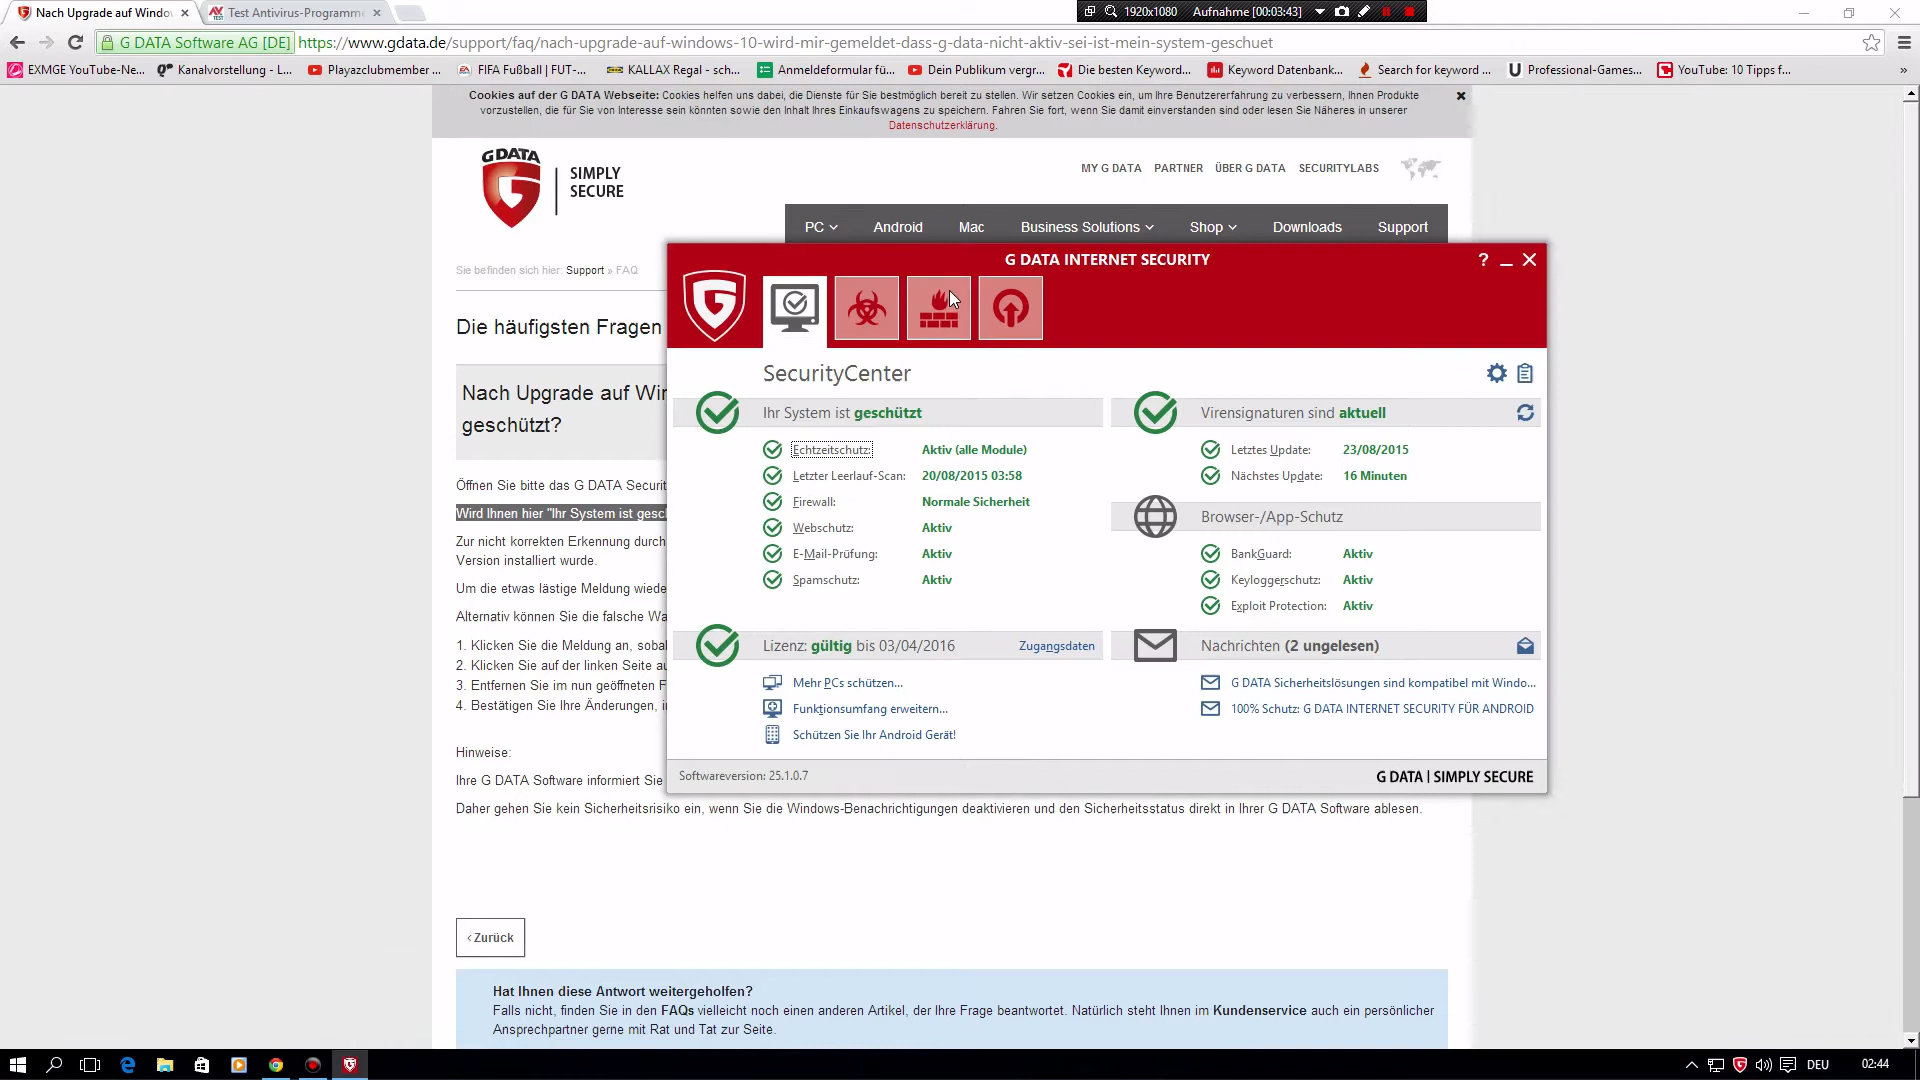 Nach Upgrade auf Windo
Test Antivirus-Programme
1920x1080 Aufnahme [00:03:43]
G DATA Software AG [DE] https://www.gdata.de/support/faq/nach-upgrade-auf-windows-10-wird-mir-gemeldet-dass-g-data-nicht-aktiv-sei-ist-mein-system-geschuet
EXMGE YouTube-Ne... Kanalvorstellung - L... Playazclubmember ... FIFA Fußball | FUT-... KALLAX Regal - sch... Anmeldeformular fü... Dein Publikum vergr... Die besten Keyword... Keyword Datenbank... Search for keyword ... Professional-Games... YouTube: 10 Tipps f... »
Cookies auf der G DATA Webseite: Cookies helfen uns dabei, die Dienste für Sie bestmöglich bereit zu stellen. Wir setzen Cookies ein, um Ihre Benutzererfahrung zu verbessern, Ihnen Produkte
vorzustellen, die für Sie von Interesse sein könnten sowie den Inhalt Ihres Einkaufswagens zu speichern. Fahren Sie fort, wenn Sie damit einverstanden sind oder lesen Sie Näheres in unserer
Datenschutzerklärung.
G DATA
SIMPLY
SECURE
MY G DATA PARTNER ÜBER G DATA SECURITYLABS
PC Android Mac Business Solutions Shop Downloads Support
Sie befinden sich hier: Support » FAQ
Die häufigsten Fragen
Nach Upgrade auf Wir
geschützt?
Öffnen Sie bitte das G DATA Securit
Wird Ihnen hier "Ihr System ist gesch
Zur nicht korrekten Erkennung durch
Version installiert wurde.
Um die etwas lästige Meldung wiede
Alternativ können Sie die falsche Wa
1. Klicken Sie die Meldung an, sobal
2. Klicken Sie auf der linken Seite au
3. Entfernen Sie im nun geöffneten F
4. Bestätigen Sie Ihre Änderungen, in
Hinweise:
Ihre G DATA Software informiert Sie
Daher gehen Sie kein Sicherheitsrisiko ein, wenn Sie die Windows-Benachrichtigungen deaktivieren und den Sicherheitsstatus direkt in Ihrer G DATA Software ablesen.
‹ Zurück
Hat Ihnen diese Antwort weitergeholfen?
Falls nicht, finden Sie in den FAQs vielleicht noch einen anderen Artikel, der Ihre Frage beantwortet. Natürlich steht Ihnen im Kundenservice auch ein persönlicher
Ansprechpartner gerne mit Rat und Tat zur Seite.
G DATA INTERNET SECURITY
?
SecurityCenter
Ihr System ist geschützt
Echtzeitschutz: Aktiv (alle Module)
Letzter Leerlauf-Scan: 20/08/2015 03:58
Firewall: Normale Sicherheit
Webschutz: Aktiv
E-Mail-Prüfung: Aktiv
Spamschutz: Aktiv
Virensignaturen sind aktuell
Letztes Update: 23/08/2015
Nächstes Update: 16 Minuten
Browser-/App-Schutz
BankGuard: Aktiv
Keyloggerschutz: Aktiv
Exploit Protection: Aktiv
Lizenz: gültig bis 03/04/2016 Zugangsdaten
Mehr PCs schützen...
Funktionsumfang erweitern...
Schützen Sie Ihr Android Gerät!
Nachrichten (2 ungelesen)
G DATA Sicherheitslösungen sind kompatibel mit Windo...
100% Schutz: G DATA INTERNET SECURITY FÜR ANDROID
Softwareversion: 25.1.0.7
G DATA | SIMPLY SECURE
DEU 02:44